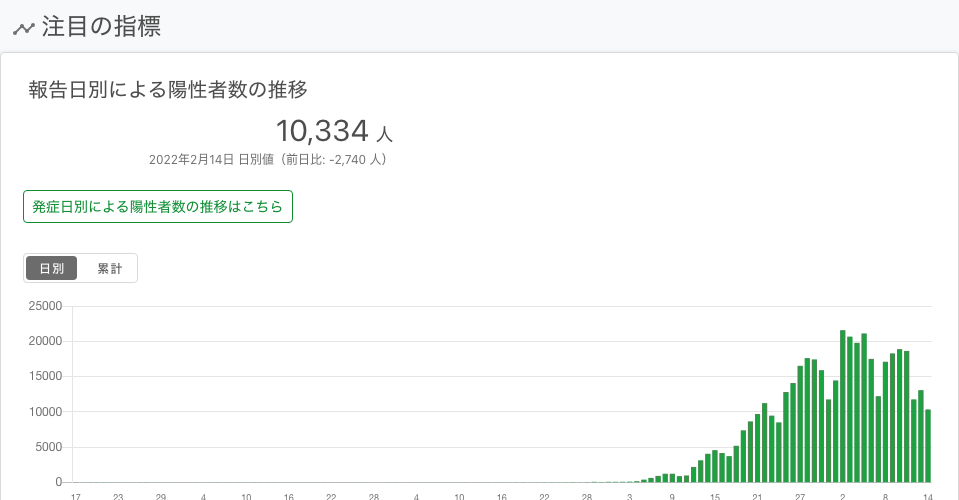 注目の指標
報告日別による陽性者数の推移
10,334 人
2022年2月14日 日別値（前日比: -2,740 人）
発症日別による陽性者数の推移はこちら
日別 累計
25000
20000
15000
10000
5000
0
17 23 29 4 10 16 22 28 4 10 16 22 28 3 9 15 21 27 2 8 14